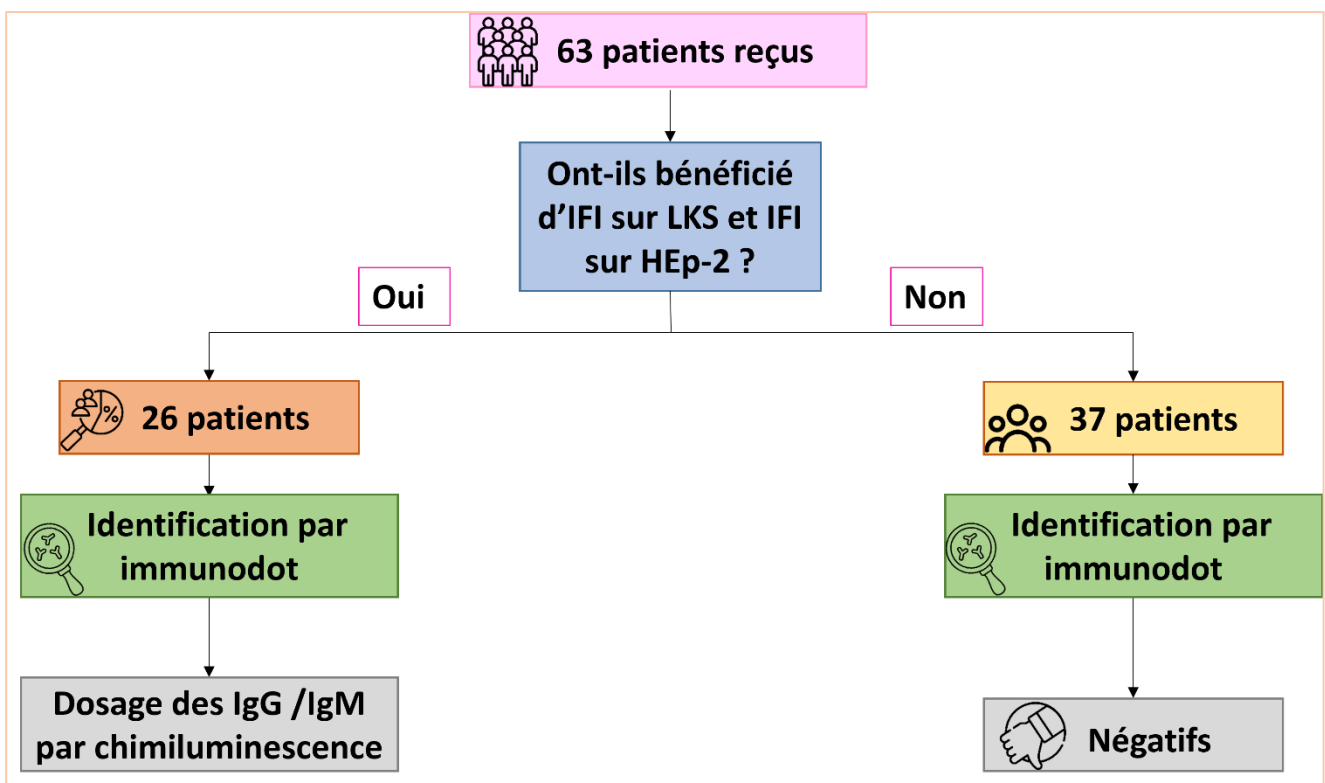 63 patients reçus
Ont-ils bénéficié
d'IFI sur LKS et IFI
sur HEp-2 ?
Oui
Non
26 patients
%
37 patients
Identification par
immunodot
Identification par
immunodot
Dosage des IgG /IgM
par chimiluminescence
Négatifs